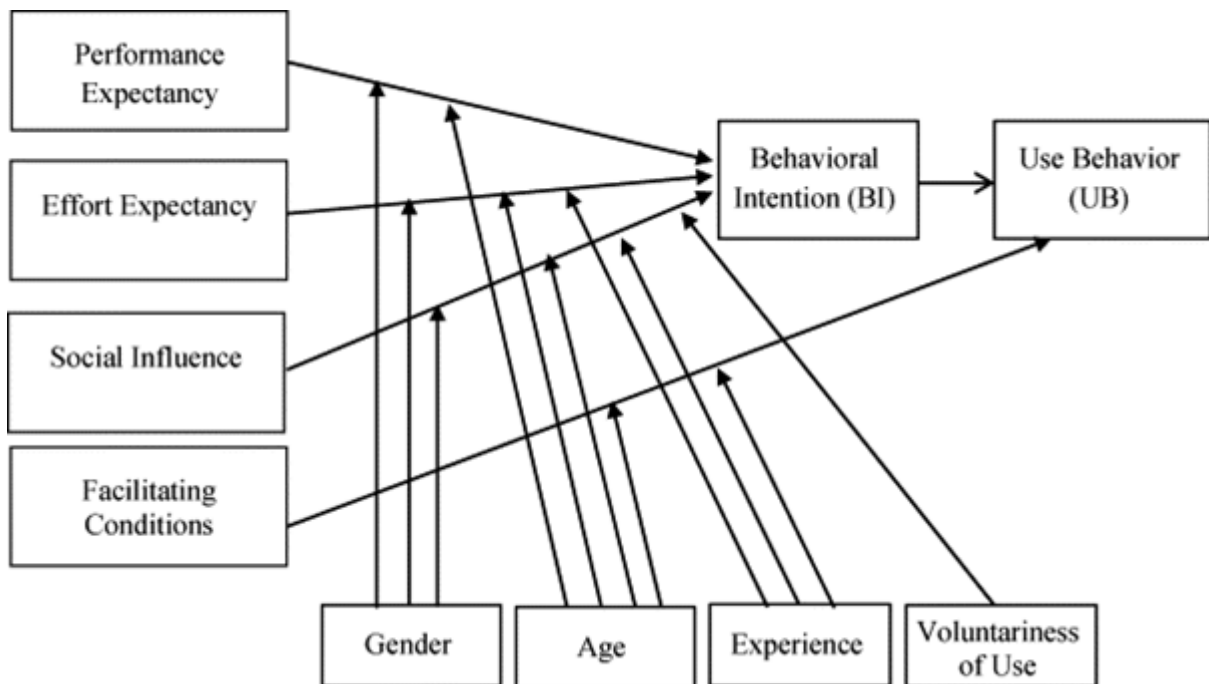 Performance
Expectancy
Effort Expectancy
Social Influence
Facilitating
Conditions
Behavioral
Intention (BI)
Use Behavior
(UB)
Gender
Age
Experience
Voluntariness
of Use